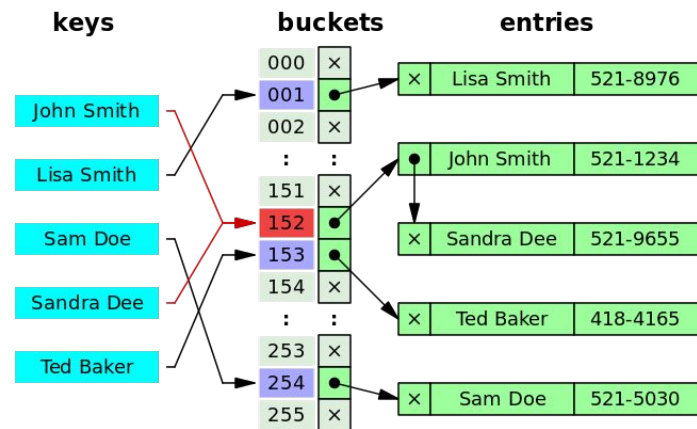 keys
buckets
entries
John Smith
Lisa Smith
Sam Doe
Sandra Dee
Ted Baker
000 ×
001
002 ×
: :
151 ×
152
153
154 ×
: :
253 ×
254
255 ×
× Lisa Smith 521-8976
John Smith 521-1234
× Sandra Dee 521-9655
× Ted Baker 418-4165
× Sam Doe 521-5030